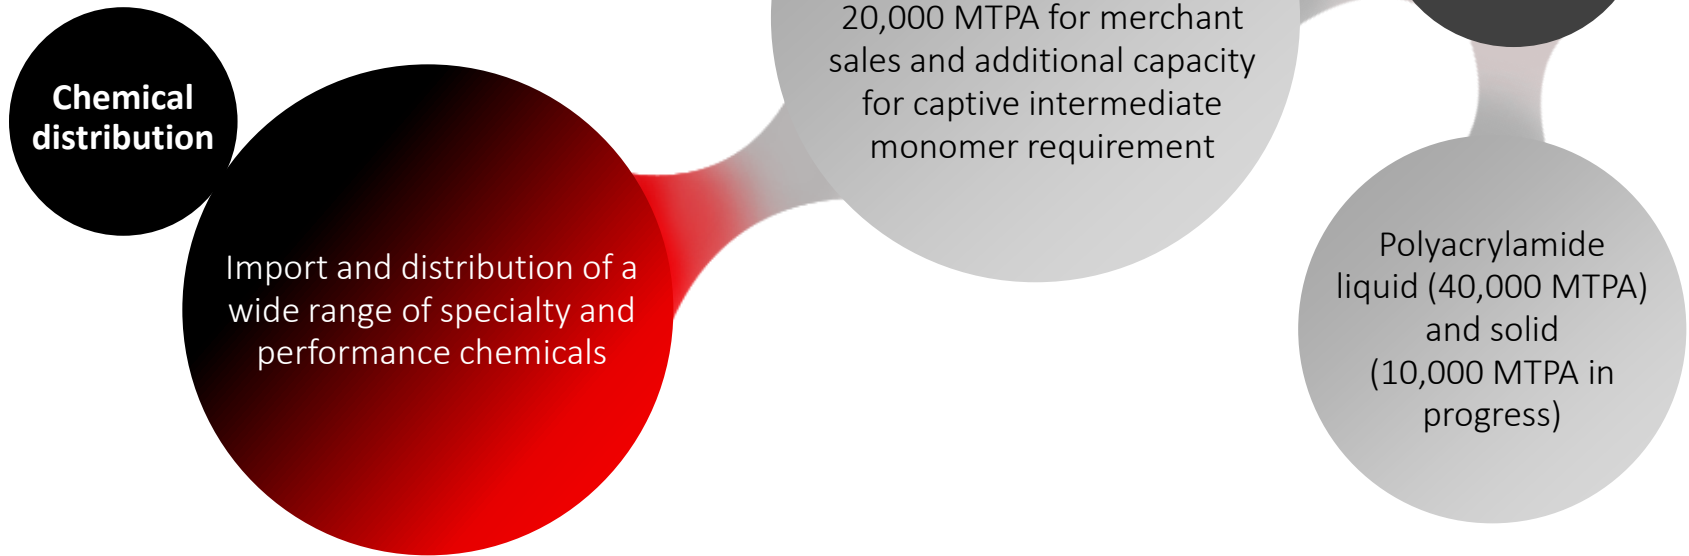 Chemical
distribution
Import and distribution of a
wide range of specialty and
performance chemicals
20,000 MTPA for merchant
sales and additional capacity
for captive intermediate
monomer requirement
Polyacrylamide
liquid (40,000 MTPA)
and solid
(10,000 MTPA in
progress)